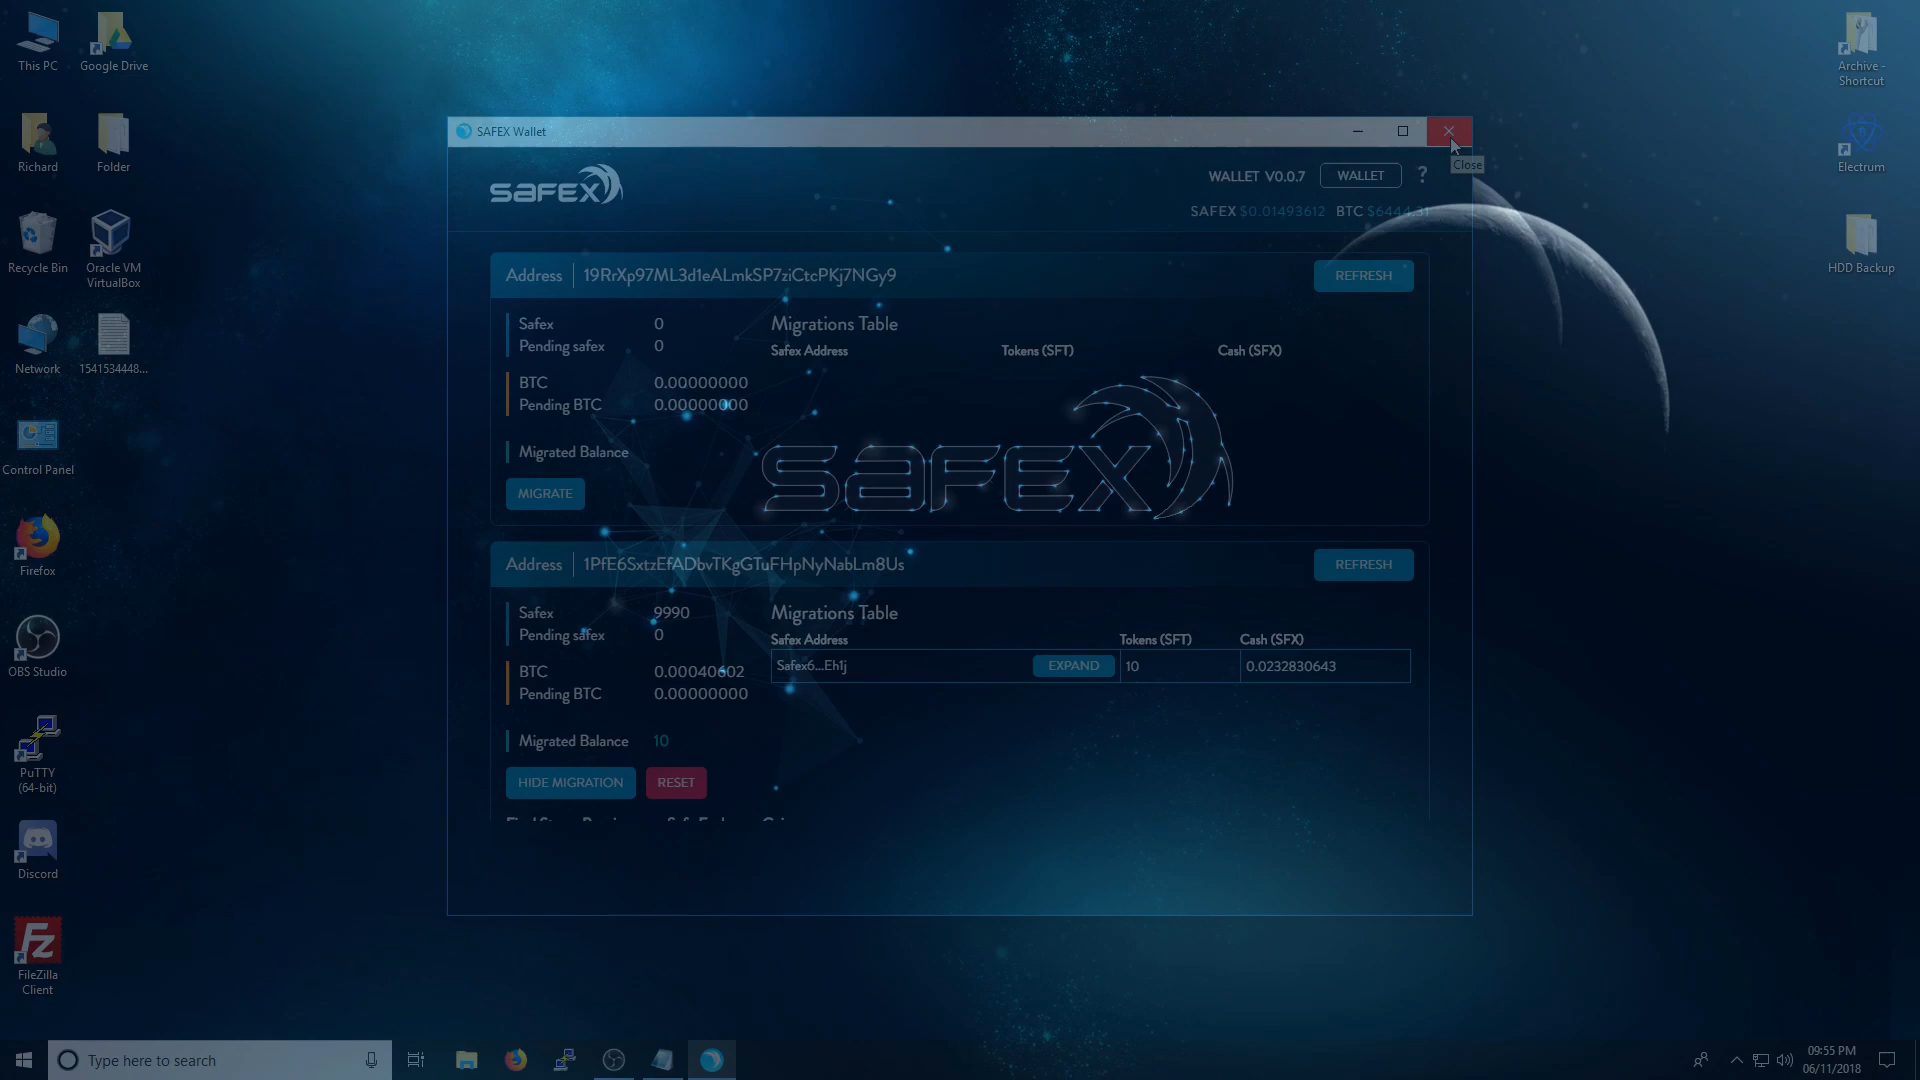 This PC
Google Drive
Richard
Folder
Recycle Bin
Oracle VM
VirtualBox
Network
1541534448...
Control Panel
Firefox
OBS Studio
PuTTY
(64-bit)
Discord
FileZilla
Client
Archive -
Shortcut
Electrum
HDD Backup
SAFEX Wallet
Close
SAFEX
WALLET V0.0.7
WALLET
?
SAFEX $0.01493612 BTC $6444.31
Address 19RrXp97ML3d1eALmkSP7ziCtcPKj7NGy9
REFRESH
Safex 0
Pending safex 0
BTC 0.00000000
Pending BTC 0.00000000
Migrated Balance
MIGRATE
Migrations Table
Safex Address Tokens (SFT) Cash (SFX)
SAFEX
Address 1PfE6SxtzEfADbvTKgGTuFHpNyNabLm8Us
REFRESH
Safex 9990
Pending safex 0
BTC 0.00040602
Pending BTC 0.00000000
Migrated Balance 10
HIDE MIGRATION RESET
Migrations Table
Safex Address Tokens (SFT) Cash (SFX)
Safex6...Eh1j EXPAND 10 0.0232830643
Type here to search
09:55 PM
06/11/2018